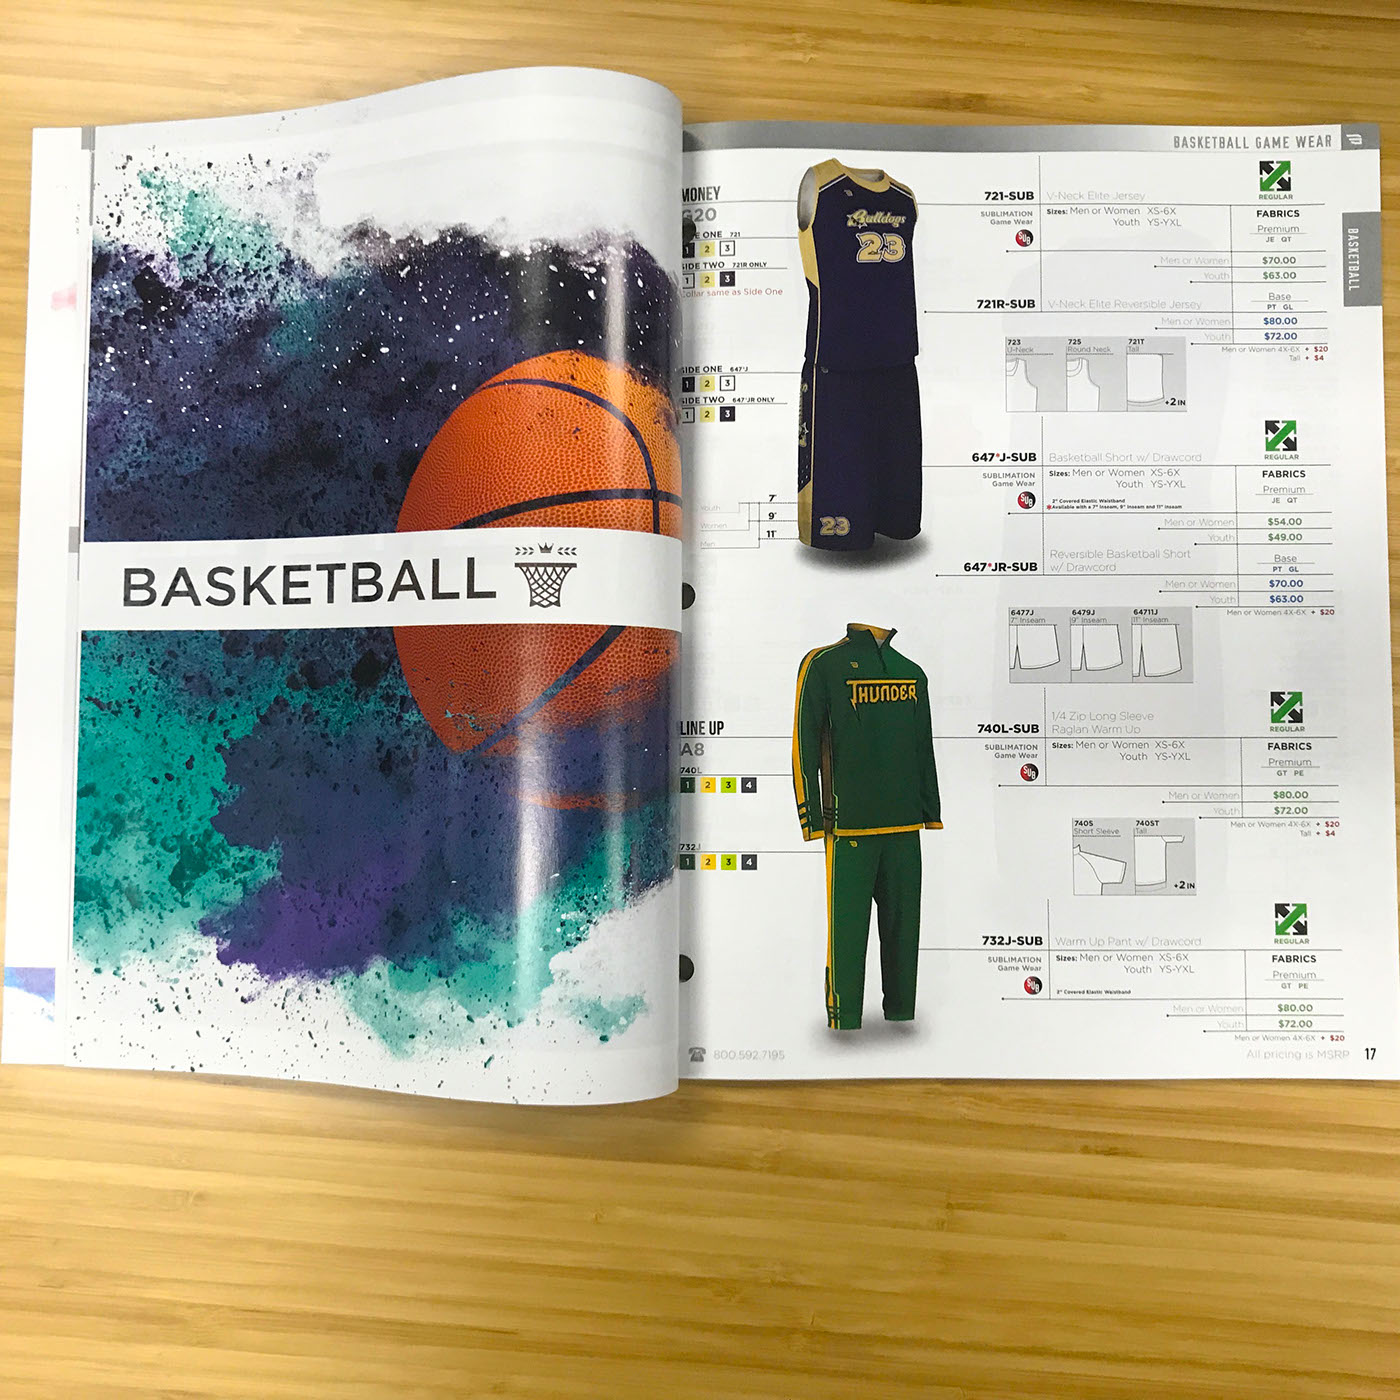 BASKETBALL
BASKETBALL GAME WEAR
BASKETBALL
MONEY
G20
SIDE ONE 721
1 2 3
SIDE TWO 721R ONLY
1 2 3
Collar same as Side One
SIDE ONE 647*J
1 2 3
SIDE TWO 647*JR ONLY
1 2 3
Bulldogs
23
23
Youth 7"
Women 9"
Men 11"
721-SUB V-Neck Elite Jersey
SUBLIMATION
Game Wear
SUB
Sizes: Men or Women XS-6X
Youth YS-YXL
REGULAR
FABRICS
Premium
JE QT
Men or Women $70.00
Youth $63.00
721R-SUB V-Neck Elite Reversible Jersey
Base
PT GL
Men or Women $80.00
Youth $72.00
Men or Women 4X-6X + $20
Tall + $4
723
U-Neck
725
Round Neck
721T
Tall
+2 IN
647*J-SUB Basketball Short w/ Drawcord
SUBLIMATION
Game Wear
SUB
Sizes: Men or Women XS-6X
Youth YS-YXL
2" Covered Elastic Waistband
*Available with a 7" Inseam, 9" Inseam and 11" Inseam
REGULAR
FABRICS
Premium
JE QT
Men or Women $54.00
Youth $49.00
647*JR-SUB Reversible Basketball Short
w/ Drawcord
Base
PT GL
Men or Women $70.00
Youth $63.00
Men or Women 4X-6X + $20
6477J
7" Inseam
6479J
9" Inseam
64711J
11" Inseam
LINE UP
A8
740L
1 2 3 4
732J
1 2 3 4
THUNDER
740L-SUB 1/4 Zip Long Sleeve
Raglan Warm Up
SUBLIMATION
Game Wear
SUB
Sizes: Men or Women XS-6X
Youth YS-YXL
REGULAR
FABRICS
Premium
GT PE
Men or Women $80.00
Youth $72.00
Men or Women 4X-6X + $20
Tall + $4
740S
Short Sleeve
740ST
Tall
+2 IN
732J-SUB Warm Up Pant w/ Drawcord
SUBLIMATION
Game Wear
SUB
Sizes: Men or Women XS-6X
Youth YS-YXL
2" Covered Elastic Waistband
REGULAR
FABRICS
Premium
GT PE
Men or Women $80.00
Youth $72.00
Men or Women 4X-6X + $20
800.592.7195
All pricing is MSRP 17